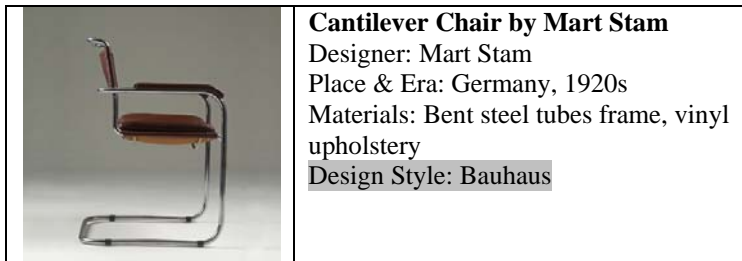 Cantilever Chair by Mart Stam
Designer: Mart Stam
Place & Era: Germany, 1920s
Materials: Bent steel tubes frame, vinyl
upholstery
Design Style: Bauhaus